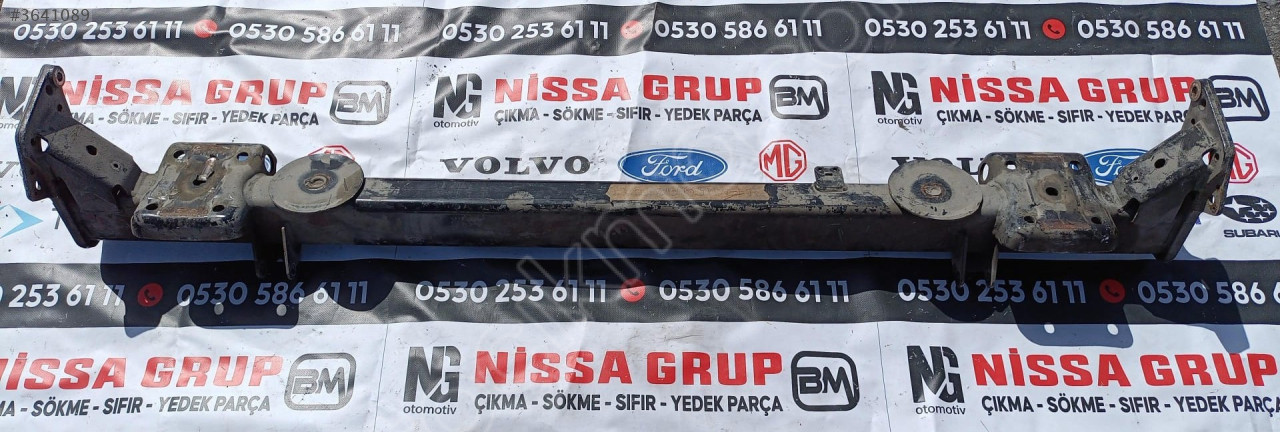 #3641089
0530 253 61 11 0530 586 61 11 0530 253 61 11 0530 586 61 11 0530 253 61 11 0530 586 61 11
NİSSA GRUP BM NG NİSSA GRUP BM NG NİSSA GRUP BM
ÇIKMA - SÖKME - SIFIR - YEDEK PARÇA otomotiv ÇIKMA - SÖKME - SIFIR - YEDEK PARÇA otomotiv ÇIKMA - SÖKME - SIFIR - YEDEK PARÇA
VOLVO Ford MG
SUBARU
0 253 61 11 0530 586 61 11 0530 253 61 11 0530 586 61 11 0530 253 61 11 0530 586 6
NİSSA GRUP BM NG NİSSA GRUP BM NG NİSSA GRUP
MA - SÖKME - SIFIR - YEDEK PARÇA otomotiv ÇIKMA - SÖKME - SIFIR - YEDEK PARÇA otomotiv ÇIKMA - SÖKME - SIFIR - YEDEK PARÇA